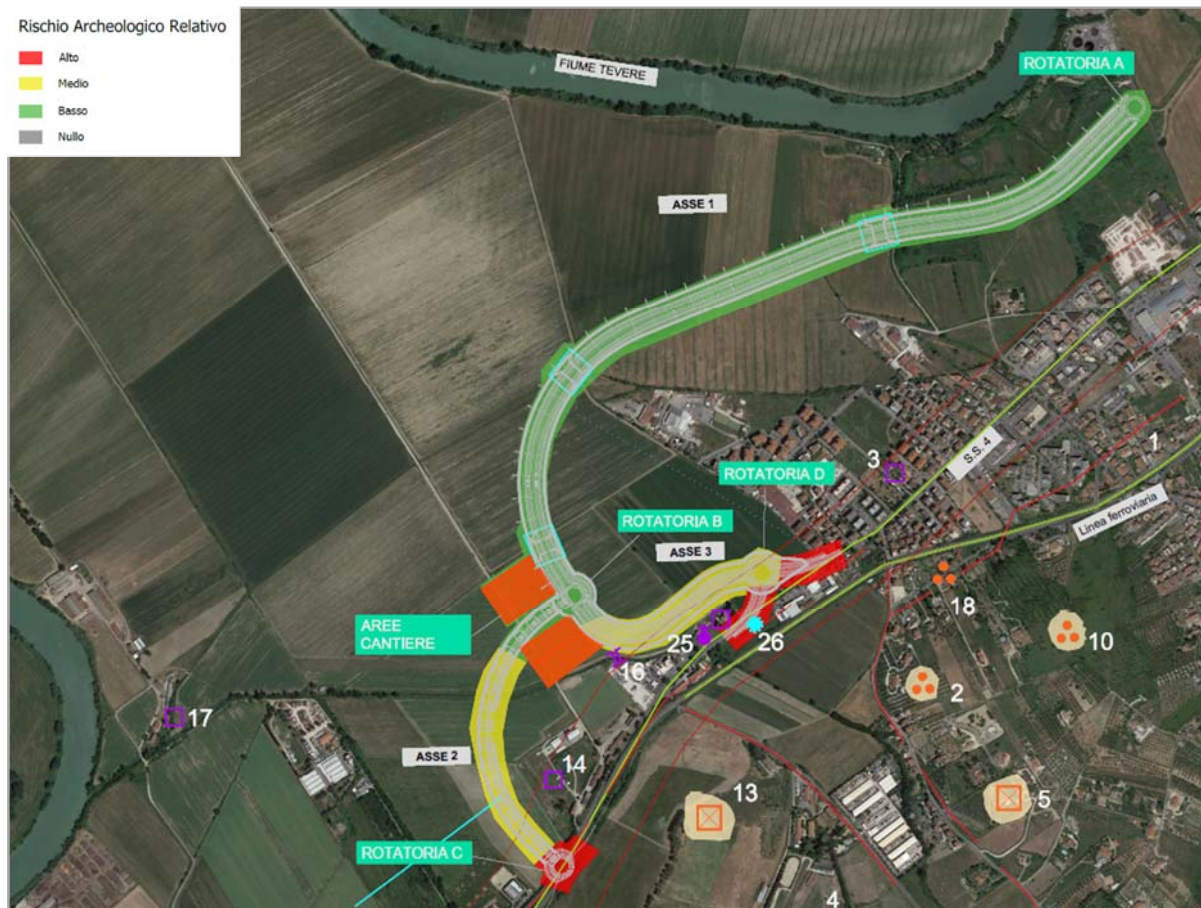 Rischio Archeologico Relativo
Alto
Medio
Basso
Nullo
FIUME TEVERE
ROTATORIA A
ASSE 1
3
S.S. 4
1
ROTATORIA D
Linea ferroviaria
ROTATORIA B
ASSE 3
18
AREE
CANTIERE
10
25
26
16
2
17
ASSE 2
14
13
5
ROTATORIA C
4